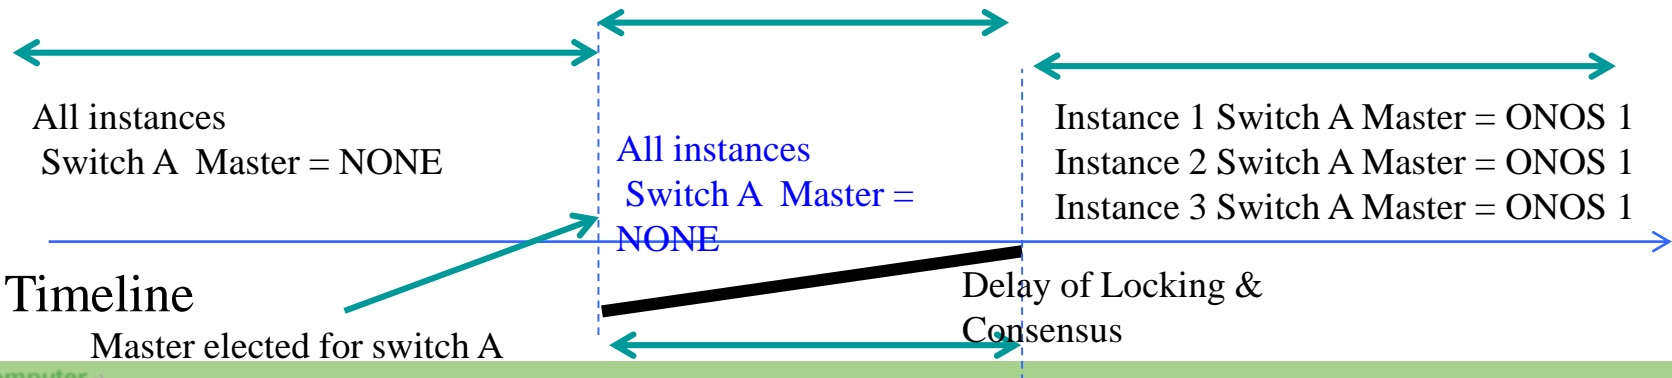 All instances
Switch A Master = NONE
All instances
Switch A Master =
NONE
Instance 1 Switch A Master = ONOS 1
Instance 2 Switch A Master = ONOS 1
Instance 3 Switch A Master = ONOS 1
Timeline
Master elected for switch A
Delay of Locking &
Consensus